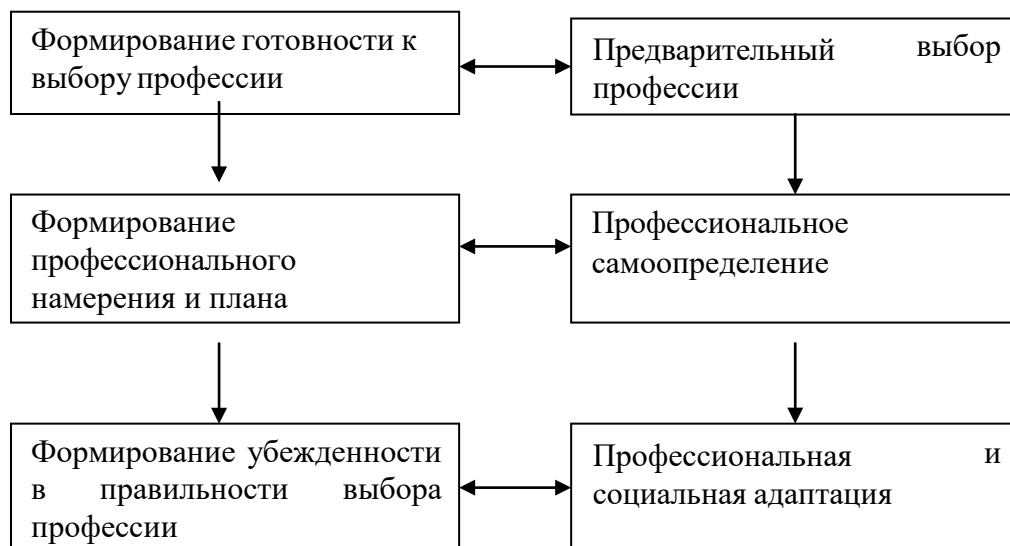 Формирование готовности к
выбору профессии
Предварительный выбор
профессии
Формирование
профессионального
намерения и плана
Профессиональное
самоопределение
Формирование убежденности
в правильности выбора
профессии
Профессиональная и
социальная адаптация